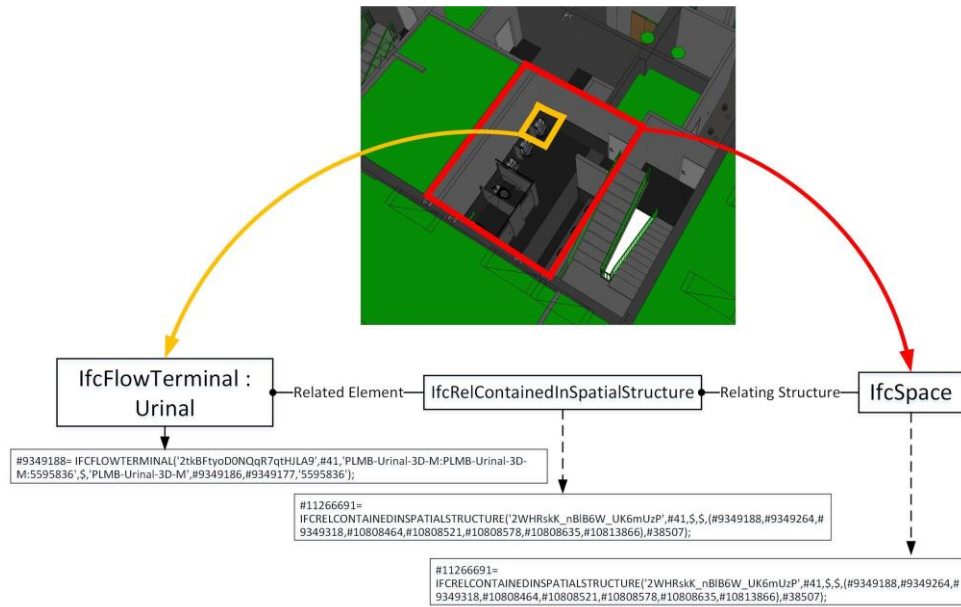 IfcFlowTerminal :
Urinal
Related Element
IfcRelContainedInSpatialStructure
Relating Structure
IfcSpace
#9349188= IFCFLOWTERMINAL('2tkBFtyoD0NQqR7qtHJLA9',#41,'PLMB-Urinal-3D-M:PLMB-Urinal-3D-
M:5595836',$,'PLMB-Urinal-3D-M',#9349186,#9349177,'5595836');
#11266691=
IFCRELCONTAINEDINSPATIALSTRUCTURE('2WHRskK_nBlB6W_UK6mUzP',#41,$,$,(#9349188,#9349264,#
9349318,#10808464,#10808521,#10808578,#10808635,#10813866),#38507);
#11266691=
IFCRELCONTAINEDINSPATIALSTRUCTURE('2WHRskK_nBlB6W_UK6mUzP',#41,$,$,(#9349188,#9349264,#
9349318,#10808464,#10808521,#10808578,#10808635,#10813866),#38507);